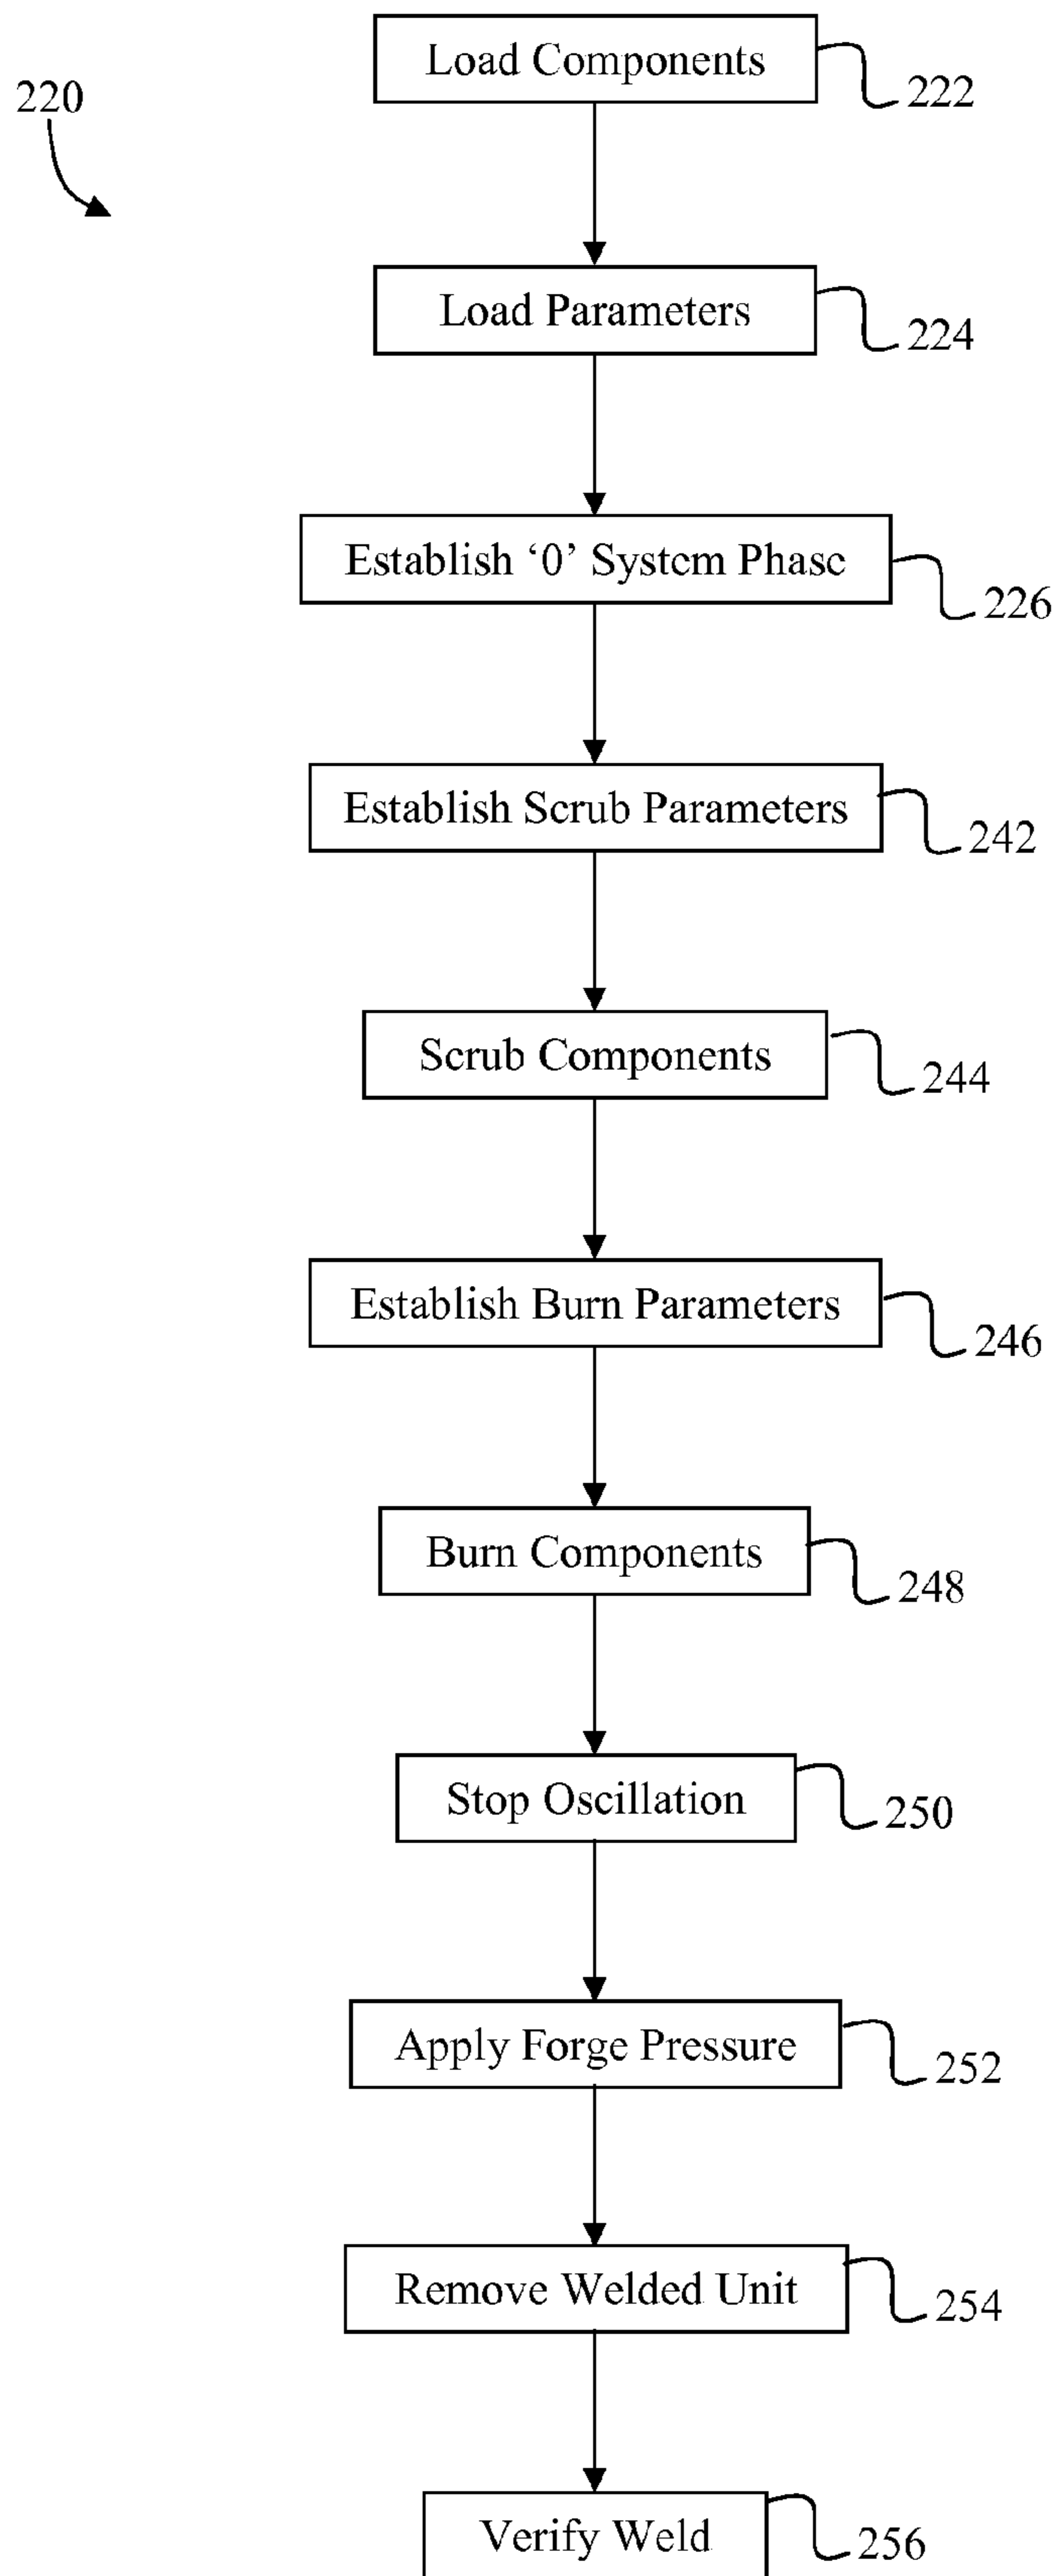 Load Components
222
220
Load Parameters
224
Establish ‘0’ System Phase
226
Establish Scrub Parameters
242
Scrub Components
244
Establish Burn Parameters
246
Burn Components
248
Stop Oscillation
250
Apply Forge Pressure
252
Remove Welded Unit
254
Verify Weld
256